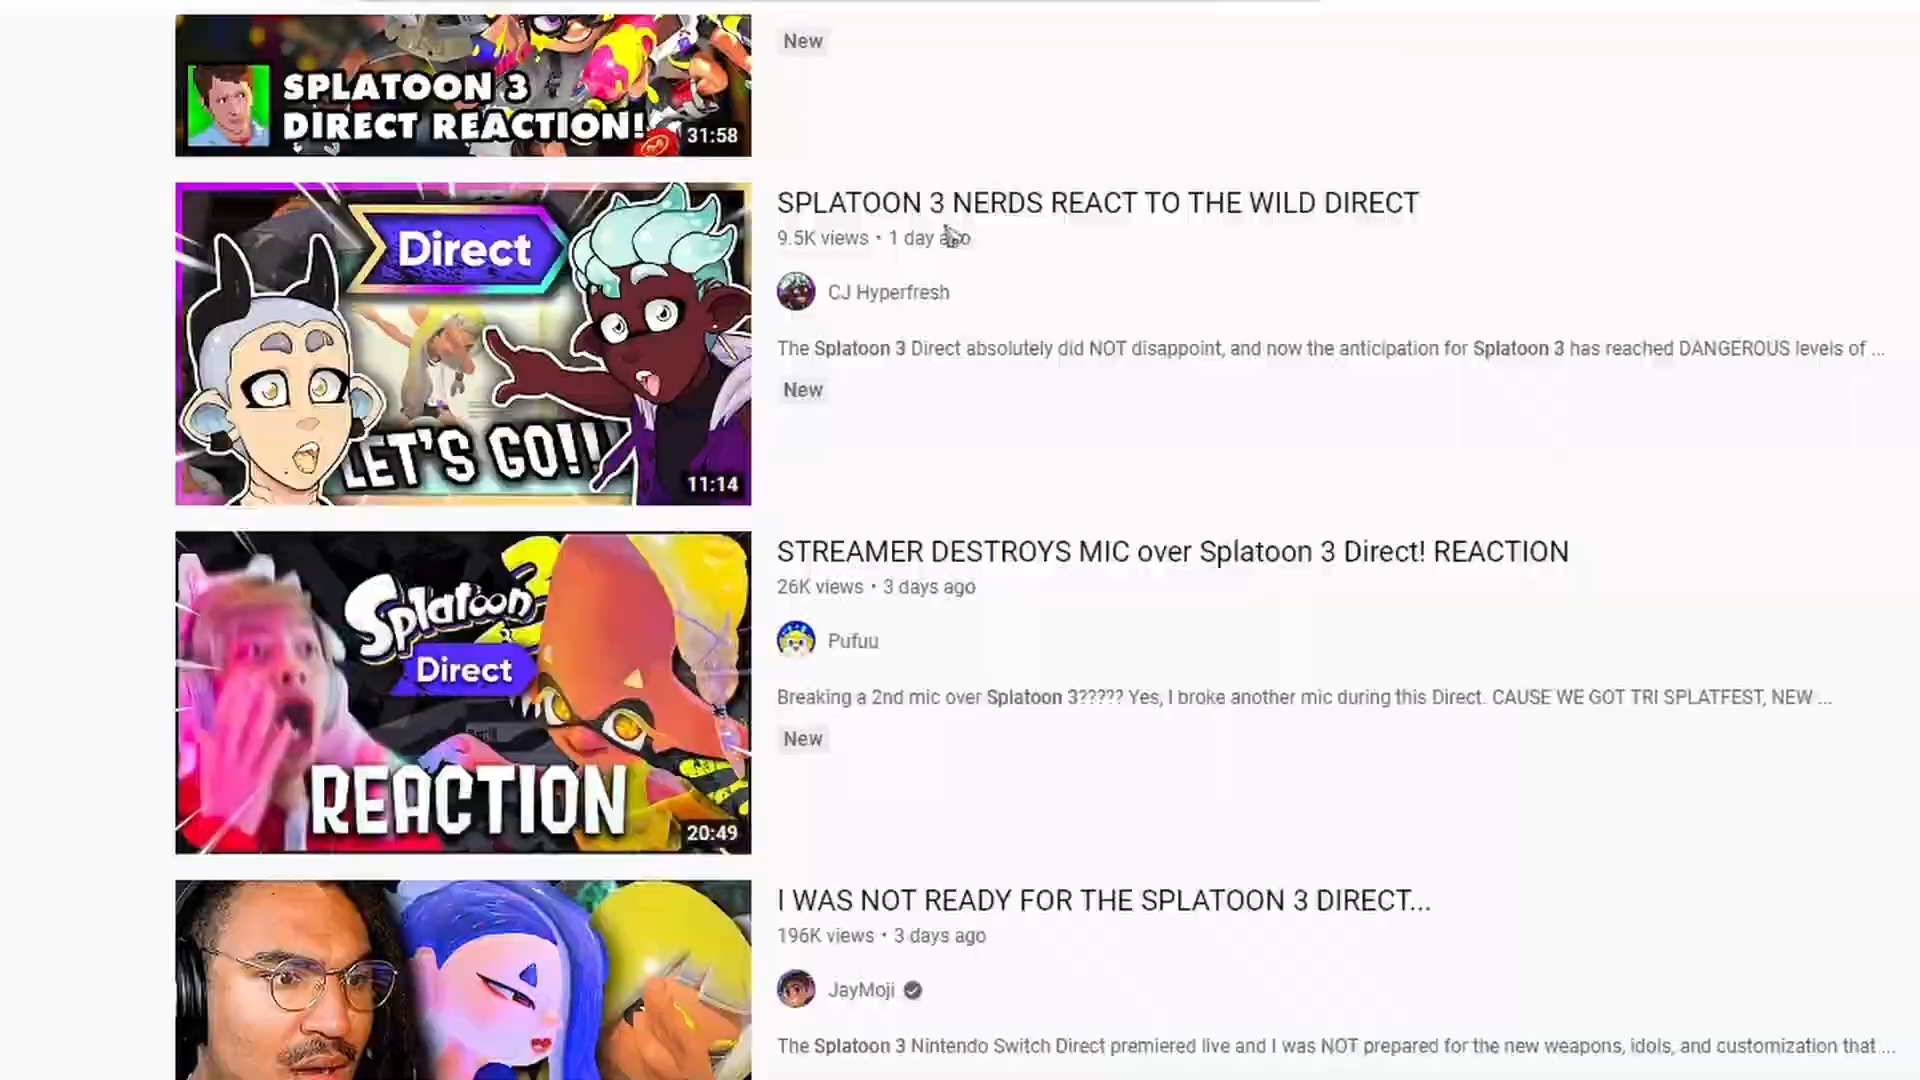 New
SPLATOON 3
DIRECT REACTION!
31:58
Direct
LET'S GO!!
11:14
SPLATOON 3 NERDS REACT TO THE WILD DIRECT
9.5K views • 1 day ago
CJ Hyperfresh
The Splatoon 3 Direct absolutely did NOT disappoint, and now the anticipation for Splatoon 3 has reached DANGEROUS levels of ...
New
Splatoon 3
Direct
REACTION
20:49
STREAMER DESTROYS MIC over Splatoon 3 Direct! REACTION
26K views • 3 days ago
Pufuu
Breaking a 2nd mic over Splatoon 3????? Yes, I broke another mic during this Direct. CAUSE WE GOT TRI SPLATFEST, NEW ...
New
I WAS NOT READY FOR THE SPLATOON 3 DIRECT...
196K views • 3 days ago
JayMoji
The Splatoon 3 Nintendo Switch Direct premiered live and I was NOT prepared for the new weapons, idols, and customization that ...